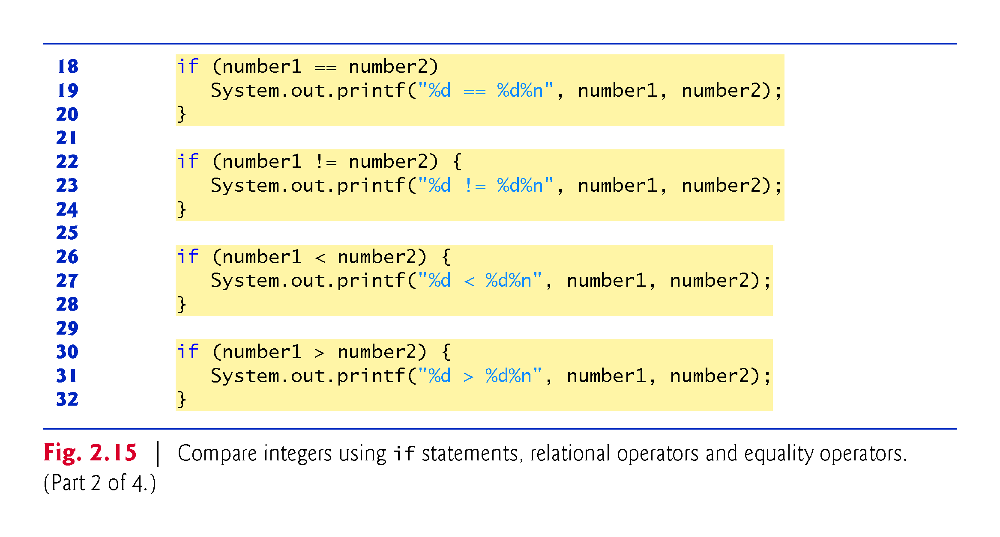 18 if (number1 == number2)
19 System.out.printf("%d == %d%n", number1, number2);
20 }
21
22 if (number1 != number2) {
23 System.out.printf("%d != %d%n", number1, number2);
24 }
25
26 if (number1 < number2) {
27 System.out.printf("%d < %d%n", number1, number2);
28 }
29
30 if (number1 > number2) {
31 System.out.printf("%d > %d%n", number1, number2);
32 }
Fig. 2.15 | Compare integers using if statements, relational operators and equality operators.
(Part 2 of 4.)